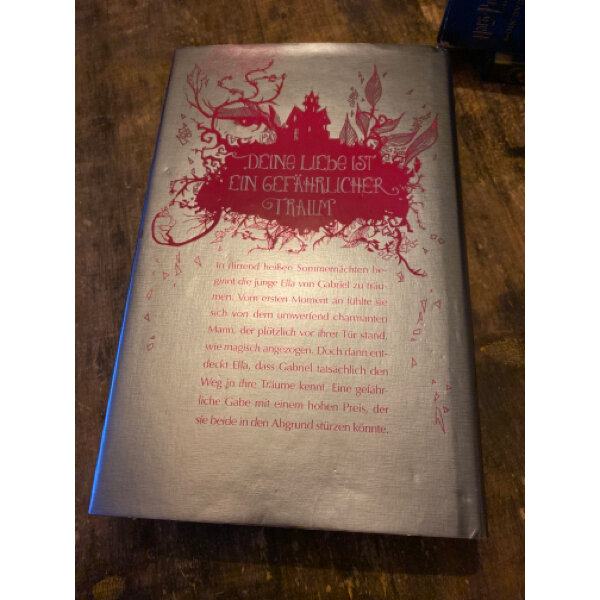 „DEINE LIEBE IST
EIN GEFÄHRLICHER
TRAUM“
In flirrend heißen Sommernächten be-
ginnt die junge Ella von Gabriel zu träu-
men. Vom ersten Moment an fühlte sie
sich von dem umwerfend charmanten
Mann, der plötzlich vor ihrer Tür stand,
wie magisch angezogen. Doch dann ent-
deckt Ella, dass Gabriel tatsächlich den
Weg in ihre Träume kennt. Eine gefähr-
liche Gabe mit einem hohen Preis, der
sie beide in den Abgrund stürzen könnte.
Harry